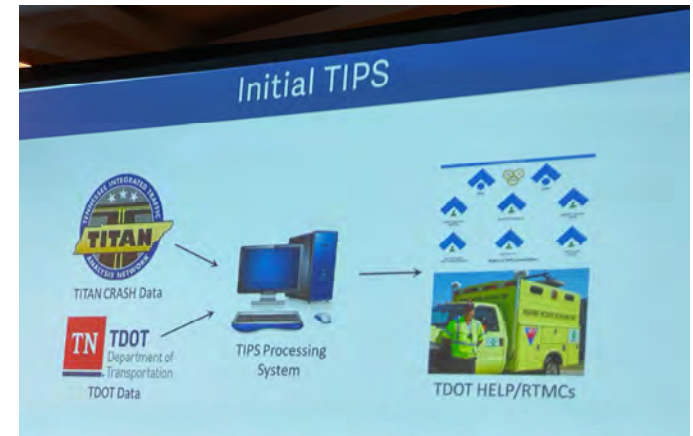 Initial TIPS
TENNESSEE INTEGRATED TRAFFIC
TITAN
ANALYSIS NETWORK
TITAN CRASH Data
TN
TDOT
Department of
Transportation
TDOT Data
TIPS Processing
System
TDOT HELP/RTMCs